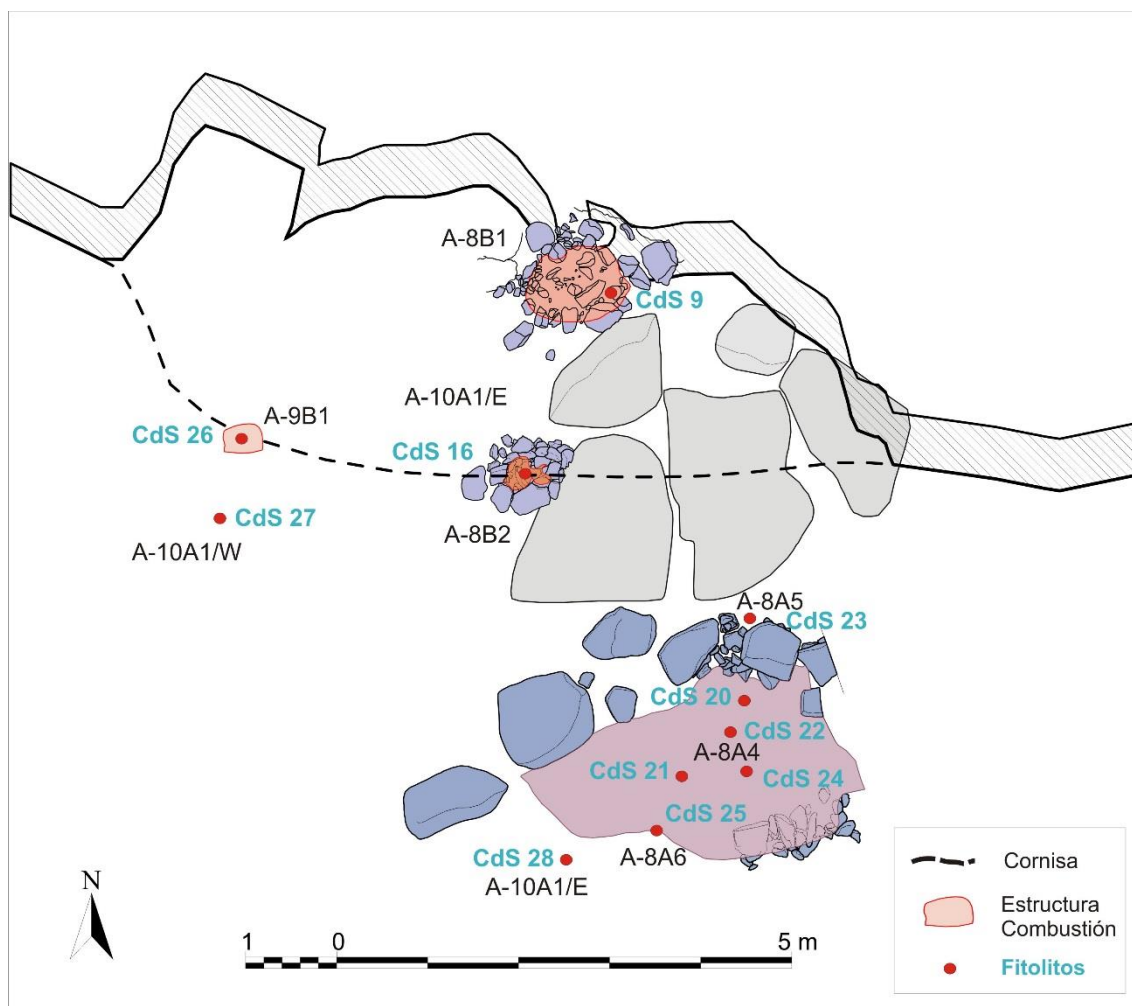 A-8B1
CdS 9
A-10A1/E
A-9B1
CdS 26
CdS 16
CdS 27
A-8B2
A-10A1/W
A-8A5
CdS 23
CdS 20
CdS 22
A-8A4
CdS 21
CdS 24
CdS 25
CdS 28
A-8A6
A-10A1/E
N
1 0 5 m
Cornisa
Estructura
Combustión
Fitolitos